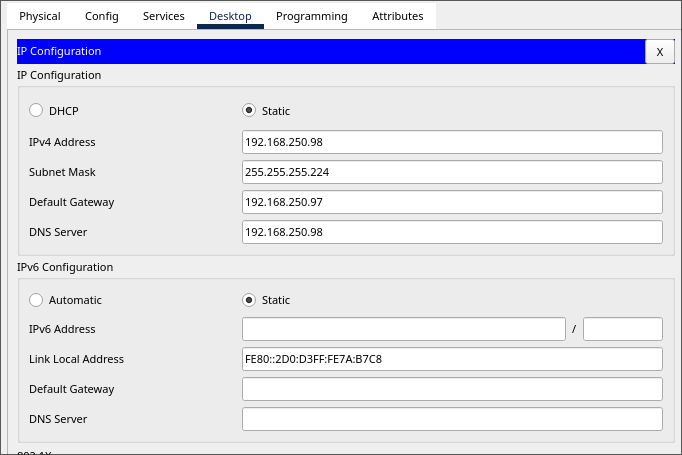 Physical Config Services Desktop Programming Attributes
IP Configuration X
IP Configuration
DHCP Static
IPv4 Address 192.168.250.98
Subnet Mask 255.255.255.224
Default Gateway 192.168.250.97
DNS Server 192.168.250.98
IPv6 Configuration
Automatic Static
IPv6 Address /
Link Local Address FE80::2D0:D3FF:FE7A:B7C8
Default Gateway
DNS Server
802.1X